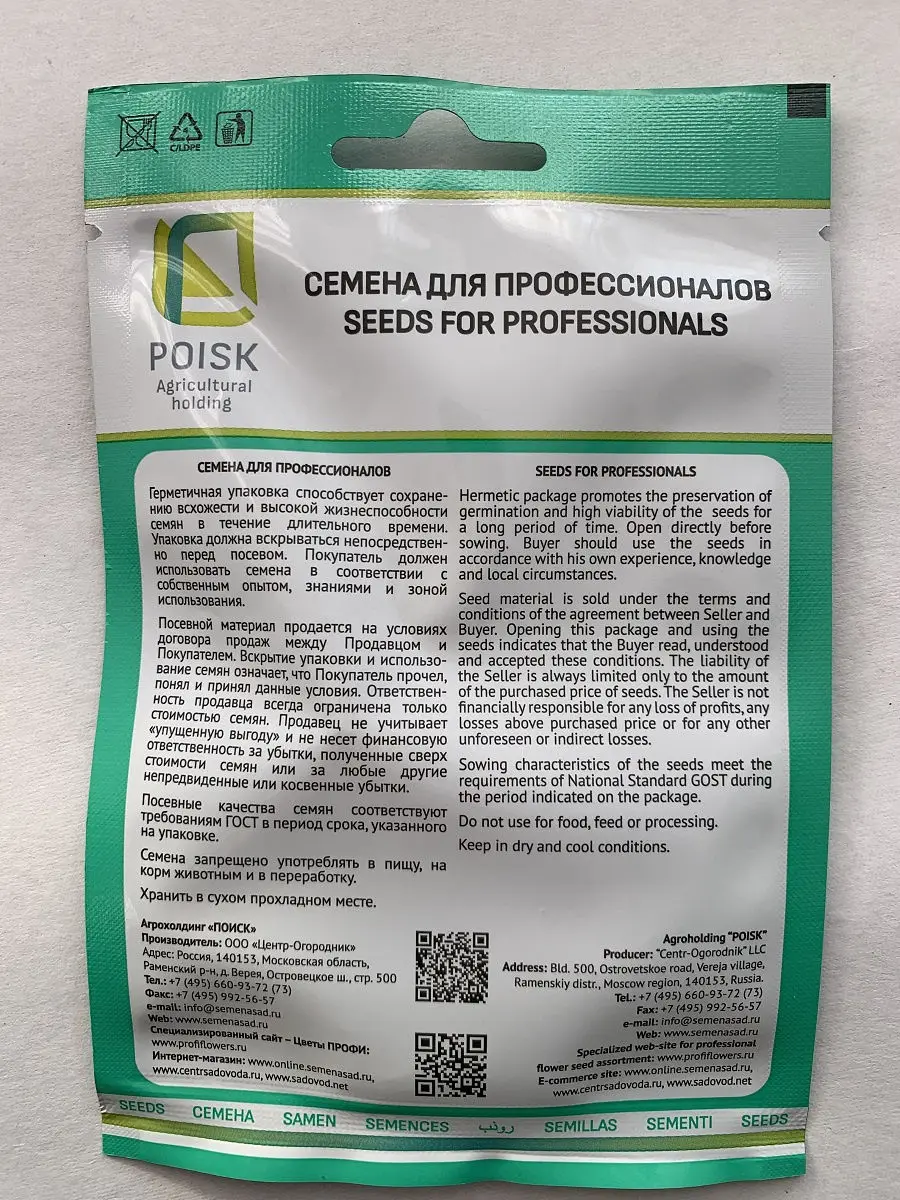 C/LDPE
POISK
Agricultural
holding
СЕМЕНА ДЛЯ ПРОФЕССИОНАЛОВ
SEEDS FOR PROFESSIONALS
СЕМЕНА ДЛЯ ПРОФЕССИОНАЛОВ
Герметичная упаковка способствует сохране-
нию всхожести и высокой жизнеспособности
семян в течение длительного времени.
Упаковка должна вскрываться непосредствен-
но перед посевом. Покупатель должен
использовать семена в соответствии с
собственным опытом, знаниями и зоной
использования.
Посевной материал продается на условиях
договора продаж между Продавцом и
Покупателем. Вскрытие упаковки и использо-
вание семян означает, что Покупатель прочел,
понял и принял данные условия. Ответствен-
ность продавца всегда ограничена только
стоимостью семян. Продавец не учитывает
«упущенную выгоду» и не несет финансовую
ответственность за убытки, полученные сверх
стоимости семян или за любые другие
непредвиденные или косвенные убытки.
Посевные качества семян соответствуют
требованиям ГОСТ в период срока, указанного
на упаковке.
Семена запрещено употреблять в пищу, на
корм животным и в переработку.
Хранить в сухом прохладном месте.
SEEDS FOR PROFESSIONALS
Hermetic package promotes the preservation of
germination and high viability of the seeds for
a long period of time. Open directly before
sowing. Buyer should use the seeds in
accordance with his own experience, knowledge
and local circumstances.
Seed material is sold under the terms and
conditions of the agreement between Seller and
Buyer. Opening this package and using the
seeds indicates that the Buyer read, understood
and accepted these conditions. The liability of
the Seller is always limited only to the amount
of the purchased price of seeds. The Seller is not
financially responsible for any loss of profits, any
losses above purchased price or for any other
unforeseen or indirect losses.
Sowing characteristics of the seeds meet the
requirements of National Standard GOST during
the period indicated on the package.
Do not use for food, feed or processing.
Keep in dry and cool conditions.
Агрохолдинг «ПОИСК»
Производитель: ООО «Центр-Огородник»
Адрес: Россия, 140153, Московская область,
Раменский р-н, д. Верея, Островецкое ш., стр. 500
Тел.: +7 (495) 660-93-72 (73)
Факс: +7 (495) 992-56-57
e-mail: info@semenasad.ru
Web: www.semenasad.ru
Специализированный сайт – Цветы ПРОФИ:
www.profiflowers.ru
Интернет-магазин: www.online.semenasad.ru,
www.centrsadovoda.ru, www.sadovod.net
Agroholding "POISK"
Producer: "Centr-Ogorodnik" LLC
Address: Bld. 500, Ostrovetskoe road, Vereja village,
Ramenskiy distr., Moscow region, 140153, Russia.
Tel.: +7 (495) 660-93-72 (73)
Fax: +7 (495) 992-56-57
e-mail: info@semenasad.ru
Web: www.semenasad.ru
Specialized web-site for professional
flower seed assortment: www.profiflowers.ru
E-commerce site: www.online.semenasad.ru,
www.centrsadovoda.ru, www.sadovod.net
SEEDS СЕМЕНА SAMEN SEMENCES روذب SEMILLAS SEMENTI SEEDS